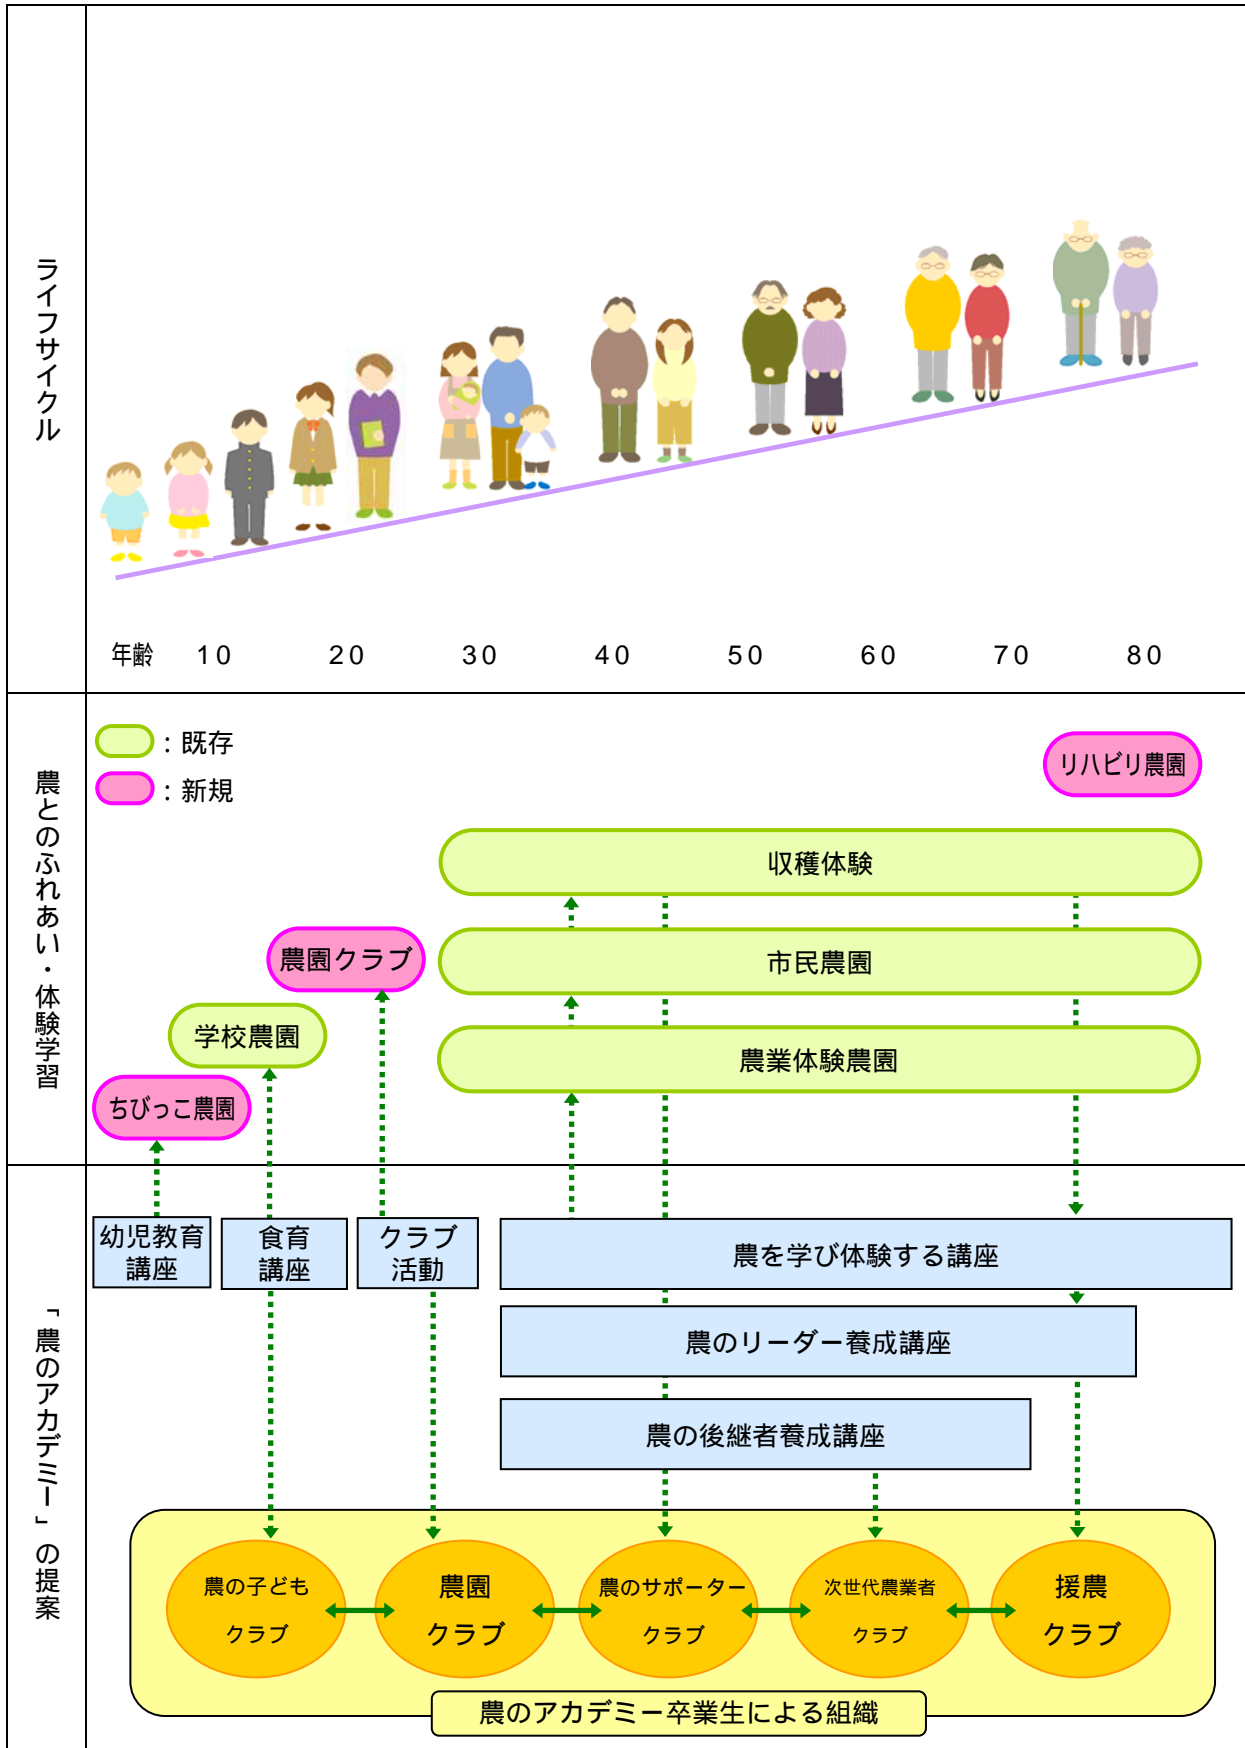 ライフサイクル
年齢 10 20 30 40 50 60 70 80
農とのふれあい・体験学習
：既存
：新規
リハビリ農園
収穫体験
農園クラブ
市民農園
学校農園
農業体験農園
ちびっこ農園
「農のアカデミー」の提案
幼児教育
講座
食育
講座
クラブ
活動
農を学び体験する講座
農のリーダー養成講座
農の後継者養成講座
農の子ども
クラブ
農園
クラブ
農のサポーター
クラブ
次世代農業者
クラブ
援農
クラブ
農のアカデミー卒業生による組織